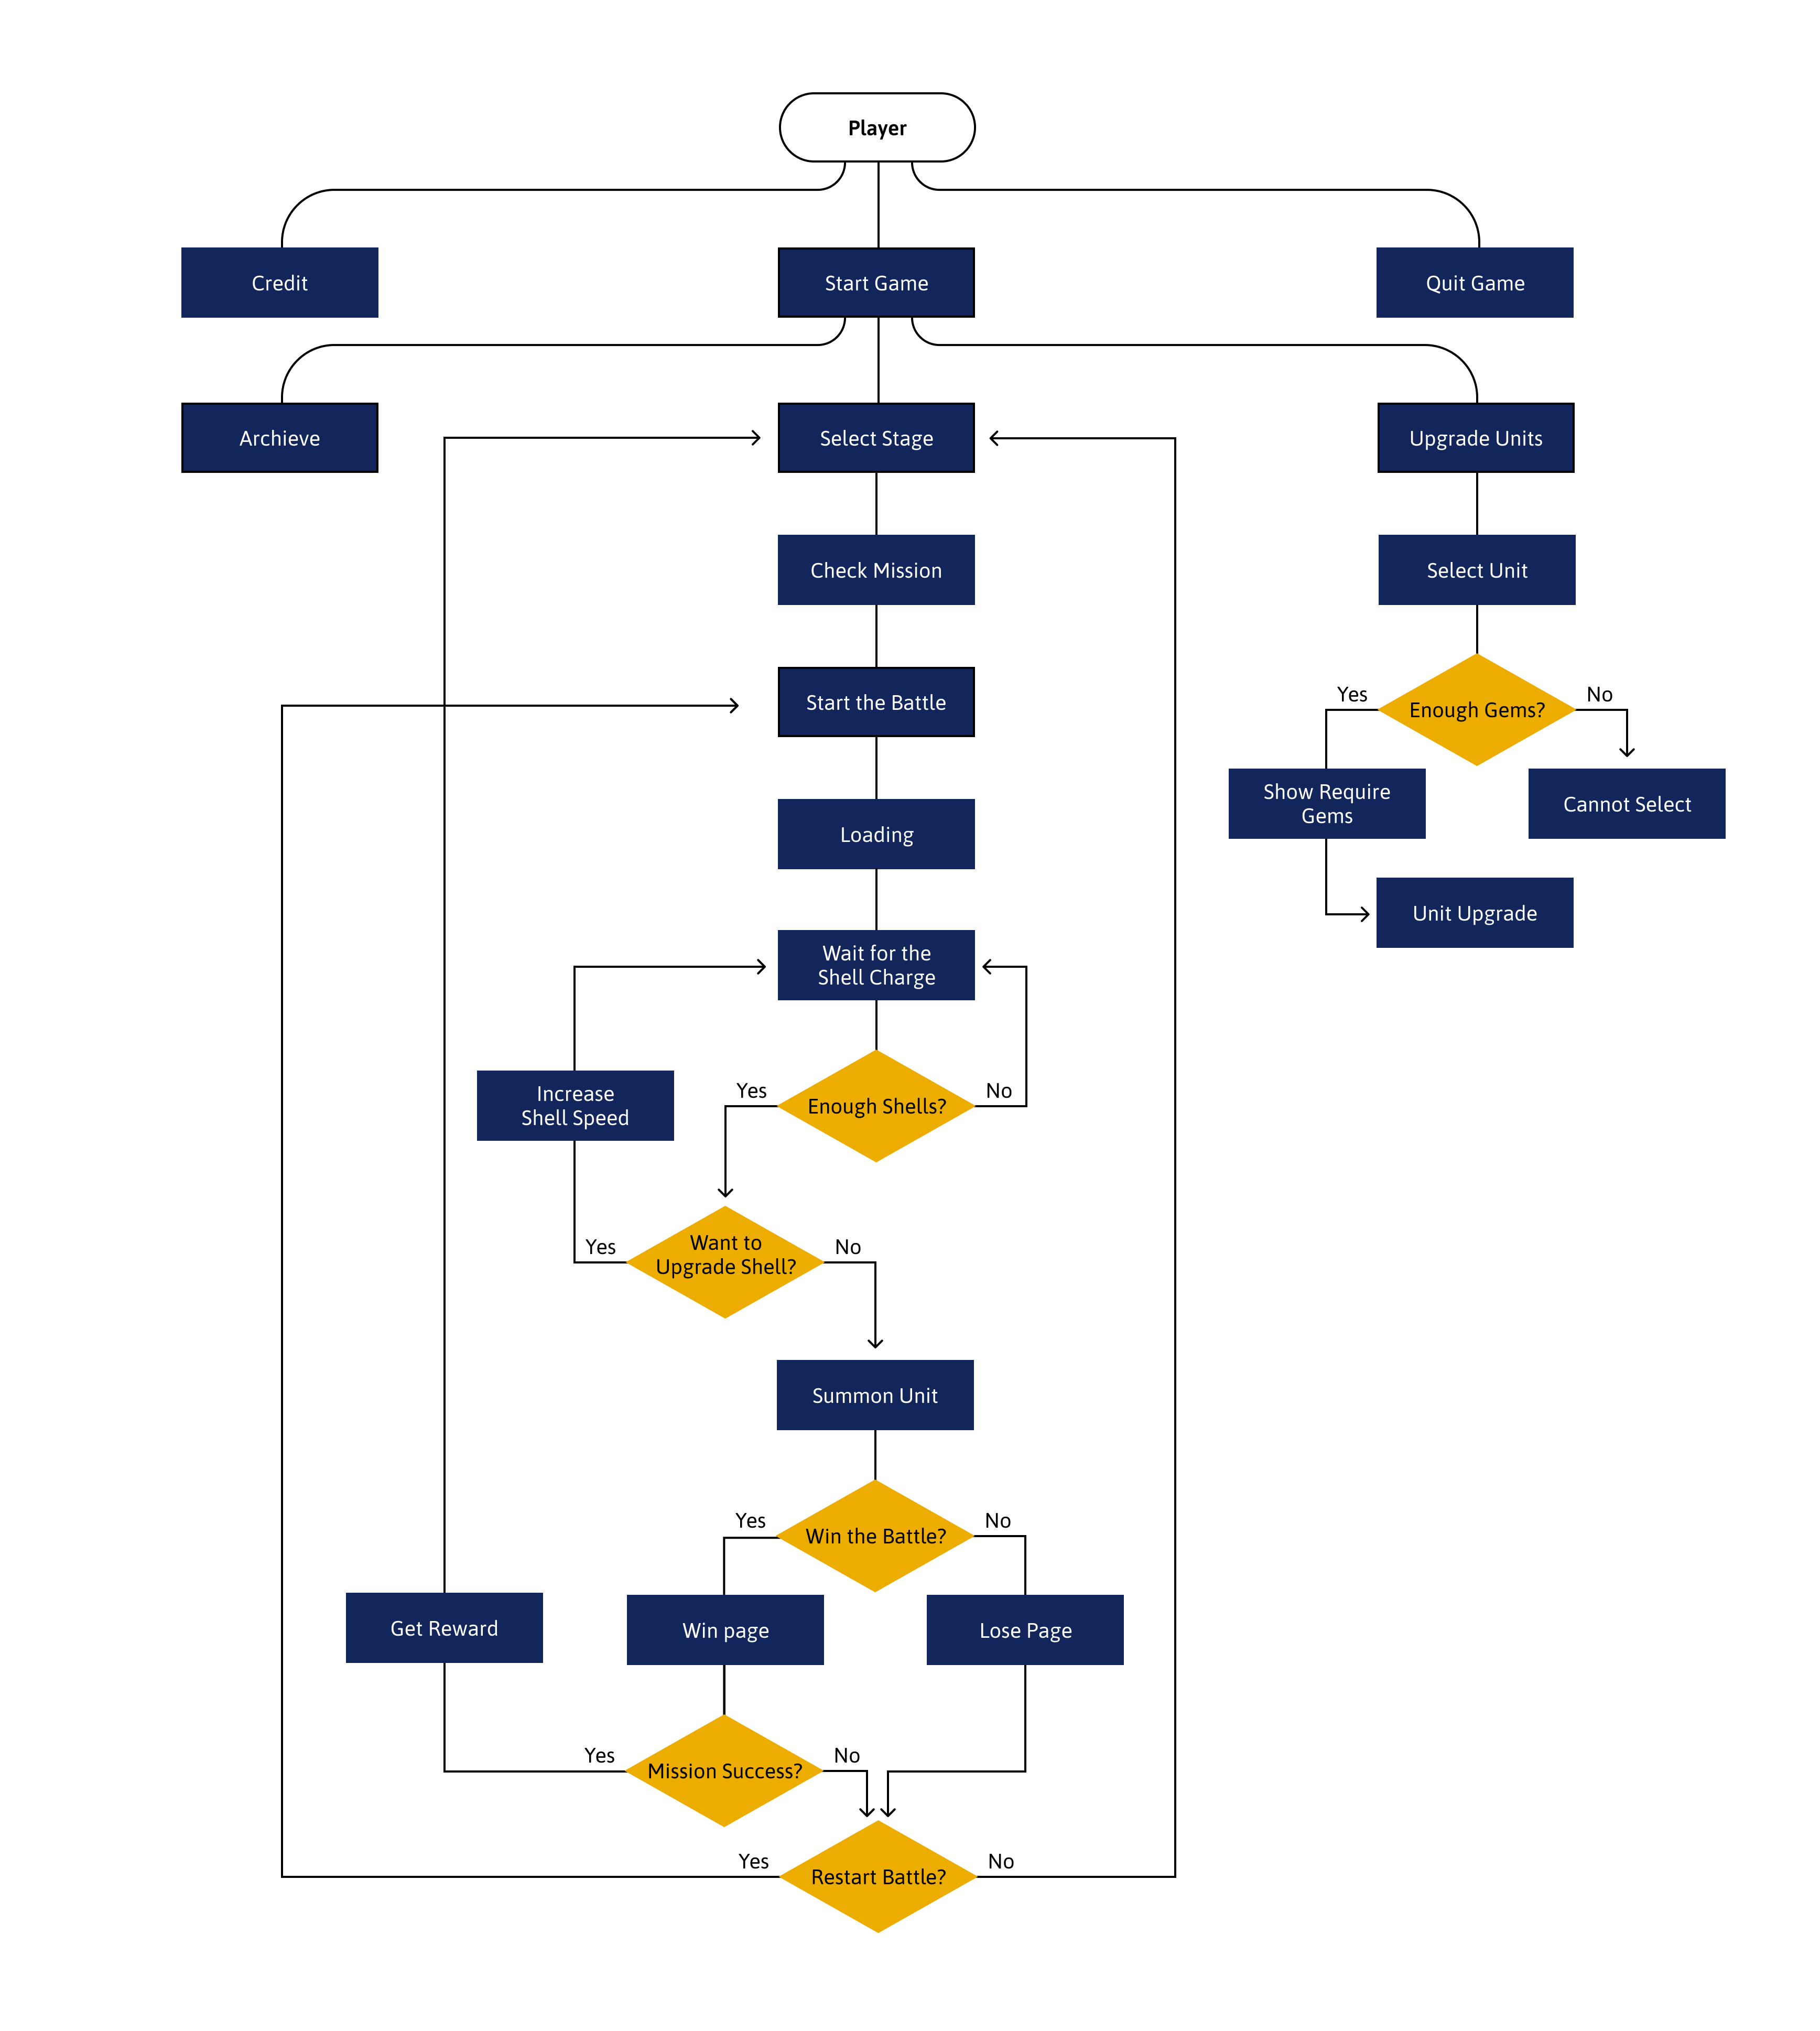 Player
Credit
Start Game
Quit Game
Archieve
Select Stage
Upgrade Units
Check Mission
Select Unit
Start the Battle
Yes
Enough Gems?
No
Loading
Show Require
Gems
Cannot Select
Unit Upgrade
Wait for the
Shell Charge
Increase
Shell Speed
Yes
Enough Shells?
No
Yes
Want to
Upgrade Shell?
No
Summon Unit
Yes
Win the Battle?
No
Get Reward
Win page
Lose Page
Yes
Mission Success?
No
Yes
Restart Battle?
No